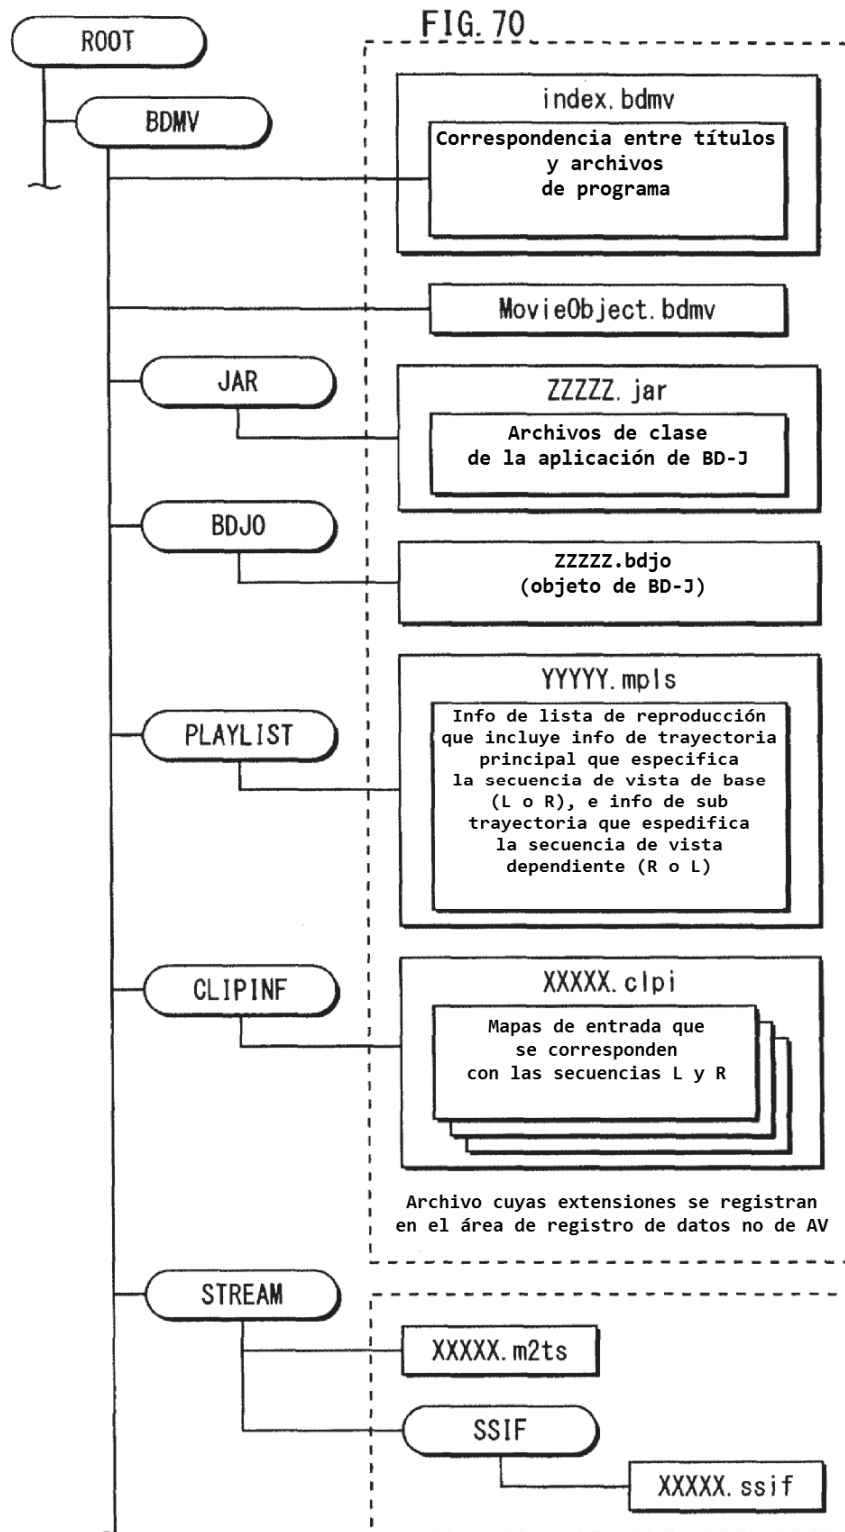 FIG. 70
ROOT
BDMV
index.bdmv
Correspondencia entre títulos
y archivos
de programa
MovieObject.bdmv
JAR
ZZZZZ.jar
Archivos de clase
de la aplicación de BD-J
BDJO
ZZZZZ.bdjo
(objeto de BD-J)
PLAYLIST
YYYYY.mpls
Info de lista de reproducción
que incluye info de trayectoria
principal que especifica
la secuencia de vista de base
(L o R), e info de sub
trayectoria que espedifica
la secuencia de vista
dependiente (R o L)
CLIPINF
XXXXX.clpi
Mapas de entrada que
se corresponden
con las secuencias L y R
Archivo cuyas extensiones se registran
en el área de registro de datos no de AV
STREAM
XXXXX.m2ts
SSIF
XXXXX.ssif